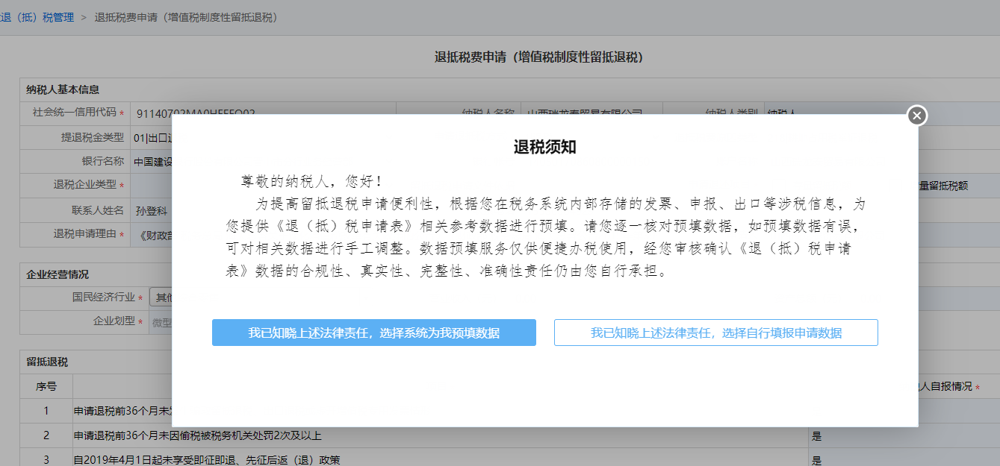 退（抵）税管理 > 退抵税费申请（增值税制度性留抵退税）
退抵税费申请（增值税制度性留抵退税）
纳税人基本信息
社会统一信用代码 * 纳税人名称 纳税人类别 纳税人
提退税金类型 01|出口
银行名称 中国建设
退税企业类型 * 量留抵税额
联系人姓名 孙登科
退税申请理由 * 《财政
企业经营情况
国民经济行业 * 其他
企业划型 * 微型
留抵退税
序号 人自报情况 *
1 申请退税前36个月未
2 申请退税前36个月未因偷税被税务机关处罚2次及以上 是
3 自2019年4月1日起未享受即征即退、先征后返（退）政策 是
退税须知
尊敬的纳税人，您好！
为提高留抵退税申请便利性，根据您在税务系统内部存储的发票、申报、出口等涉税信息，为
您提供《退（抵）税申请表》相关参考数据进行预填。请您逐一核对预填数据，如预填数据有误，
可对相关数据进行手工调整。数据预填服务仅供便捷办税使用，经您审核确认《退（抵）税申请
表》数据的合规性、真实性、完整性、准确性责任仍由您自行承担。
我已知晓上述法律责任，选择系统为我预填数据
我已知晓上述法律责任，选择自行填报申请数据